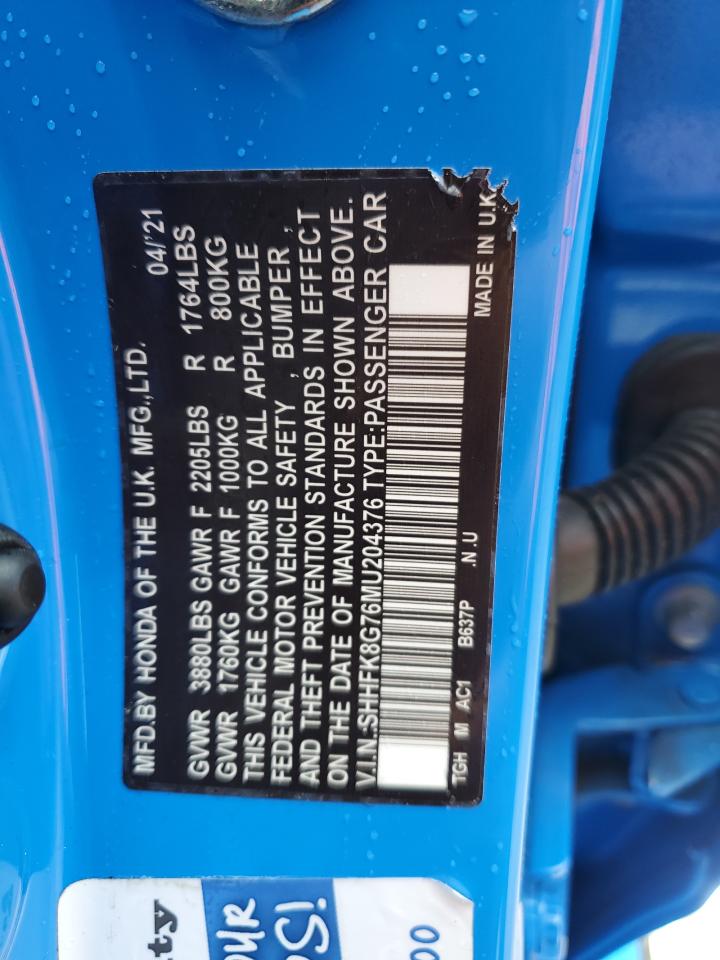 MFD.BY HONDA OF THE U.K. MFG.,LTD. 04/'21
GVWR 3880LBS GAWR F 2205LBS R 1764LBS
GVWR 1760KG GAWR F 1000KG R 800KG
THIS VEHICLE CONFORMS TO ALL APPLICABLE
FEDERAL MOTOR VEHICLE SAFETY , BUMPER ,
AND THEFT PREVENTION STANDARDS IN EFFECT
ON THE DATE OF MANUFACTURE SHOWN ABOVE.
V.I.N.:SHHFK8G76MU204376 TYPE:PASSENGER CAR
TGH M AC1 B637P .N.U MADE IN U.K.